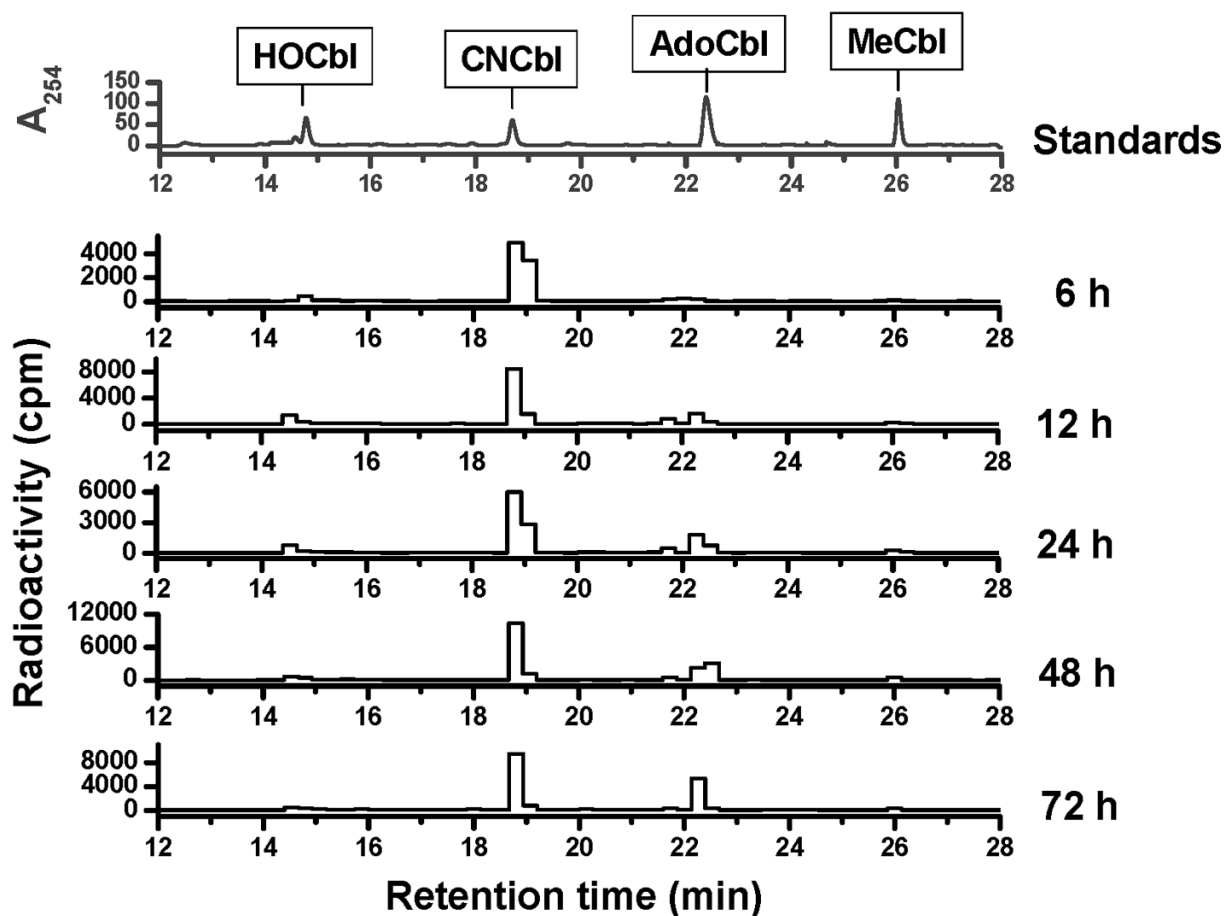 HOCbl CNCbl AdoCbl MeCbl
A254
150
100
50
0
12 14 16 18 20 22 24 26 28
Standards
Radioactivity (cpm)
4000
2000
0
12 14 16 18 20 22 24 26 28
6 h
8000
4000
0
12 14 16 18 20 22 24 26 28
12 h
6000
3000
0
12 14 16 18 20 22 24 26 28
24 h
12000
6000
0
12 14 16 18 20 22 24 26 28
48 h
8000
4000
0
12 14 16 18 20 22 24 26 28
72 h
Retention time (min)